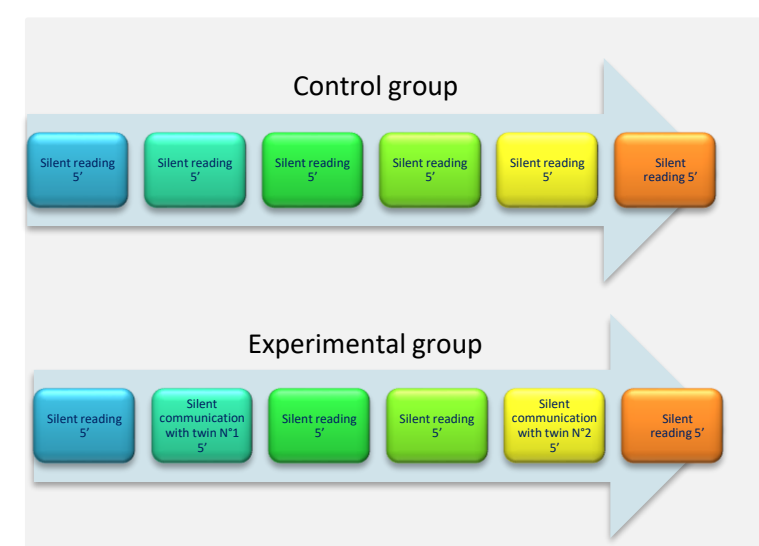 Control group
Silent reading
5’
Silent reading
5’
Silent reading
5’
Silent reading
5’
Silent reading
5’
Silent
reading 5’
Experimental group
Silent reading
5’
Silent
communication
with twin N°1
5’
Silent reading
5’
Silent reading
5’
Silent
communication
with twin N°2
5’
Silent
reading 5’